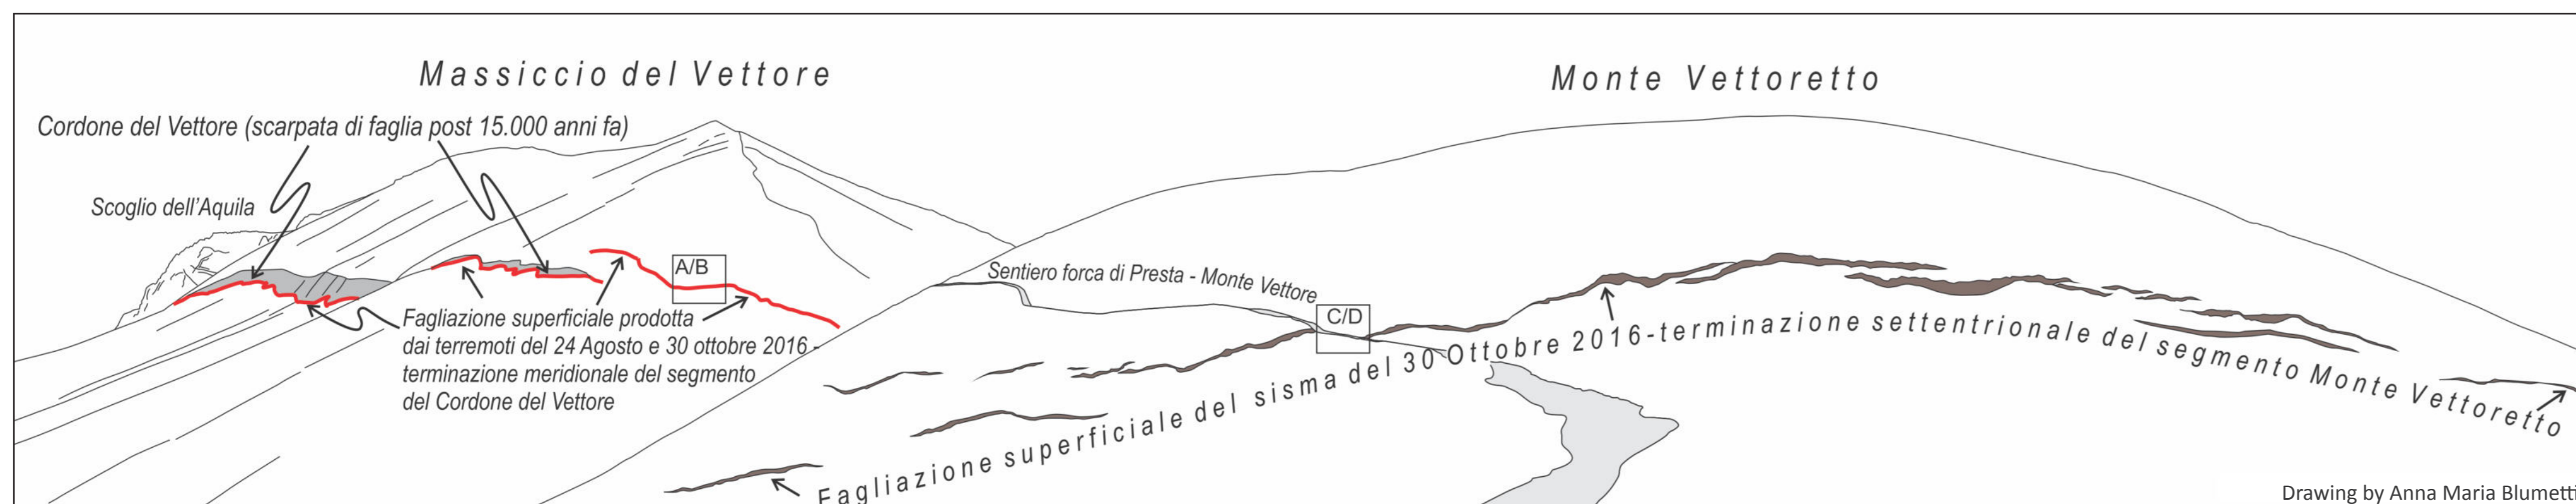 Massiccio del Vettore
Monte Vettoretto
Cordone del Vettore (scarpata di faglia post 15.000 anni fa)
Scoglio dell'Aquila
A/B
Sentiero forca di Presta - Monte Vettore
C/D
Fagliazione superficiale prodotta
dai terremoti del 24 Agosto e 30 ottobre 2016 -
terminazione meridionale del segmento
del Cordone del Vettore
Fagliazione superficiale del sisma del 30 Ottobre 2016-terminazione settentrionale del segmento Monte Vettoretto
Drawing by Anna Maria